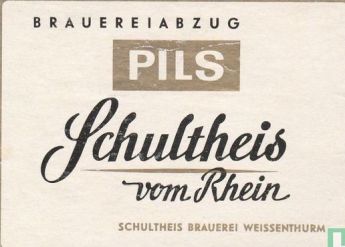 BRAUEREIABZUG
PILS
Schultheis
vom Rhein
SCHULTHEIS BRAUEREI WEISSENTHURM